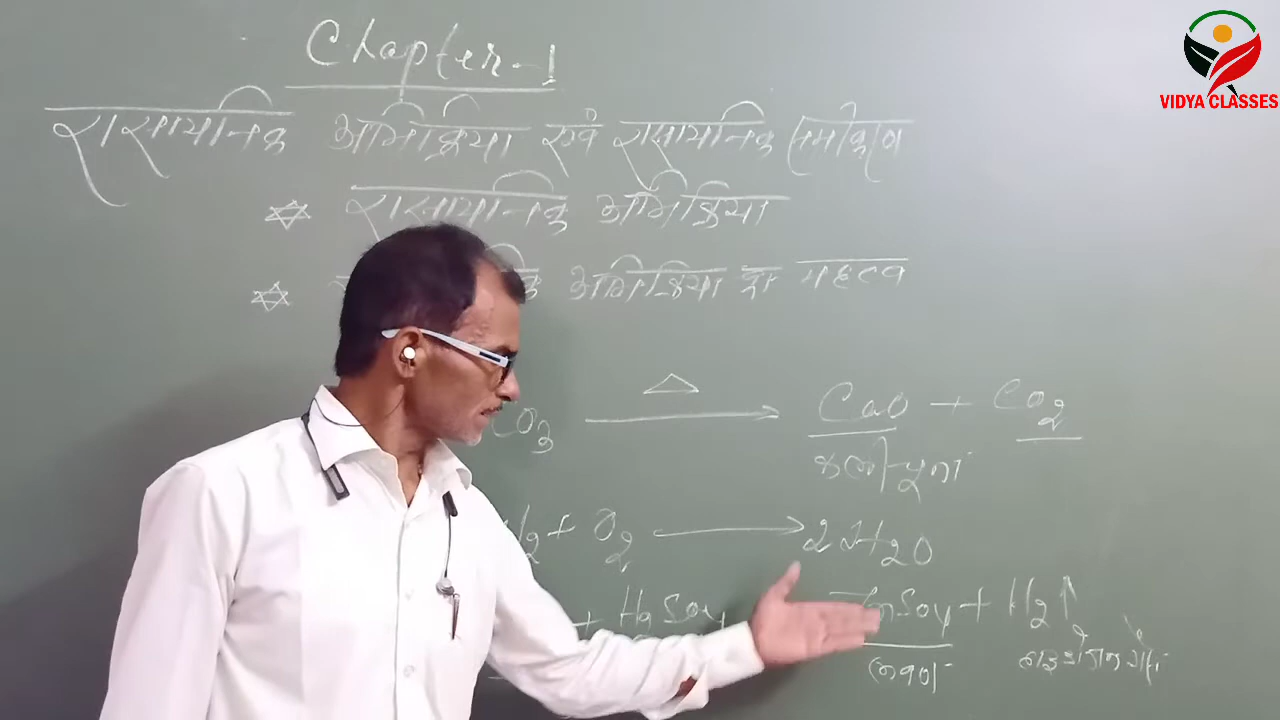 Chapter-1
VIDYA CLASSES
रासायनिक अभिक्रिया एवं रासायनिक समीकरण
रासायनिक अभिक्रिया
अभिक्रिया का महत्व
CO3 → CaO + CO2
कली चूना
H2 + O2 → 2H2O
+ H2SO4 ZnSO4 + H2↑
लवण हाइड्रोजन गैस